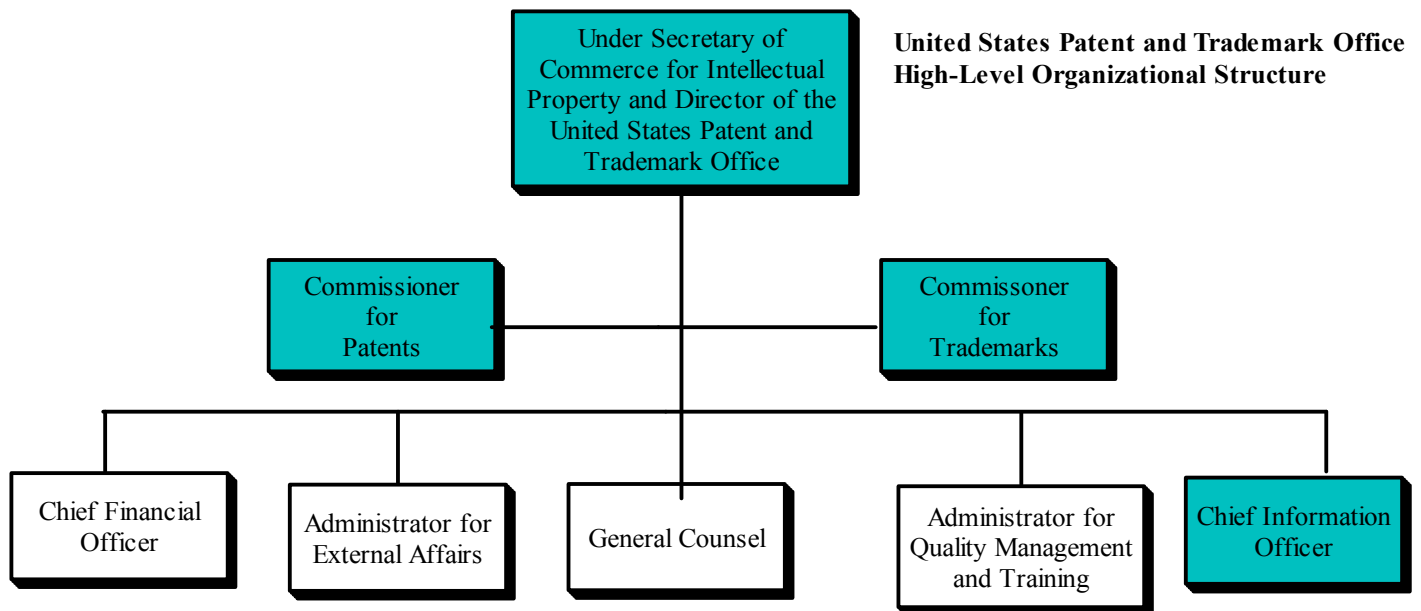 Under Secretary of
Commerce for Intellectual
Property and Director of the
United States Patent and
Trademark Office
United States Patent and Trademark Office
High-Level Organizational Structure
Commissioner
for
Patents
Commissoner
for
Trademarks
Chief Financial
Officer
Administrator for
External Affairs
General Counsel
Administrator for
Quality Management
and Training
Chief Information
Officer